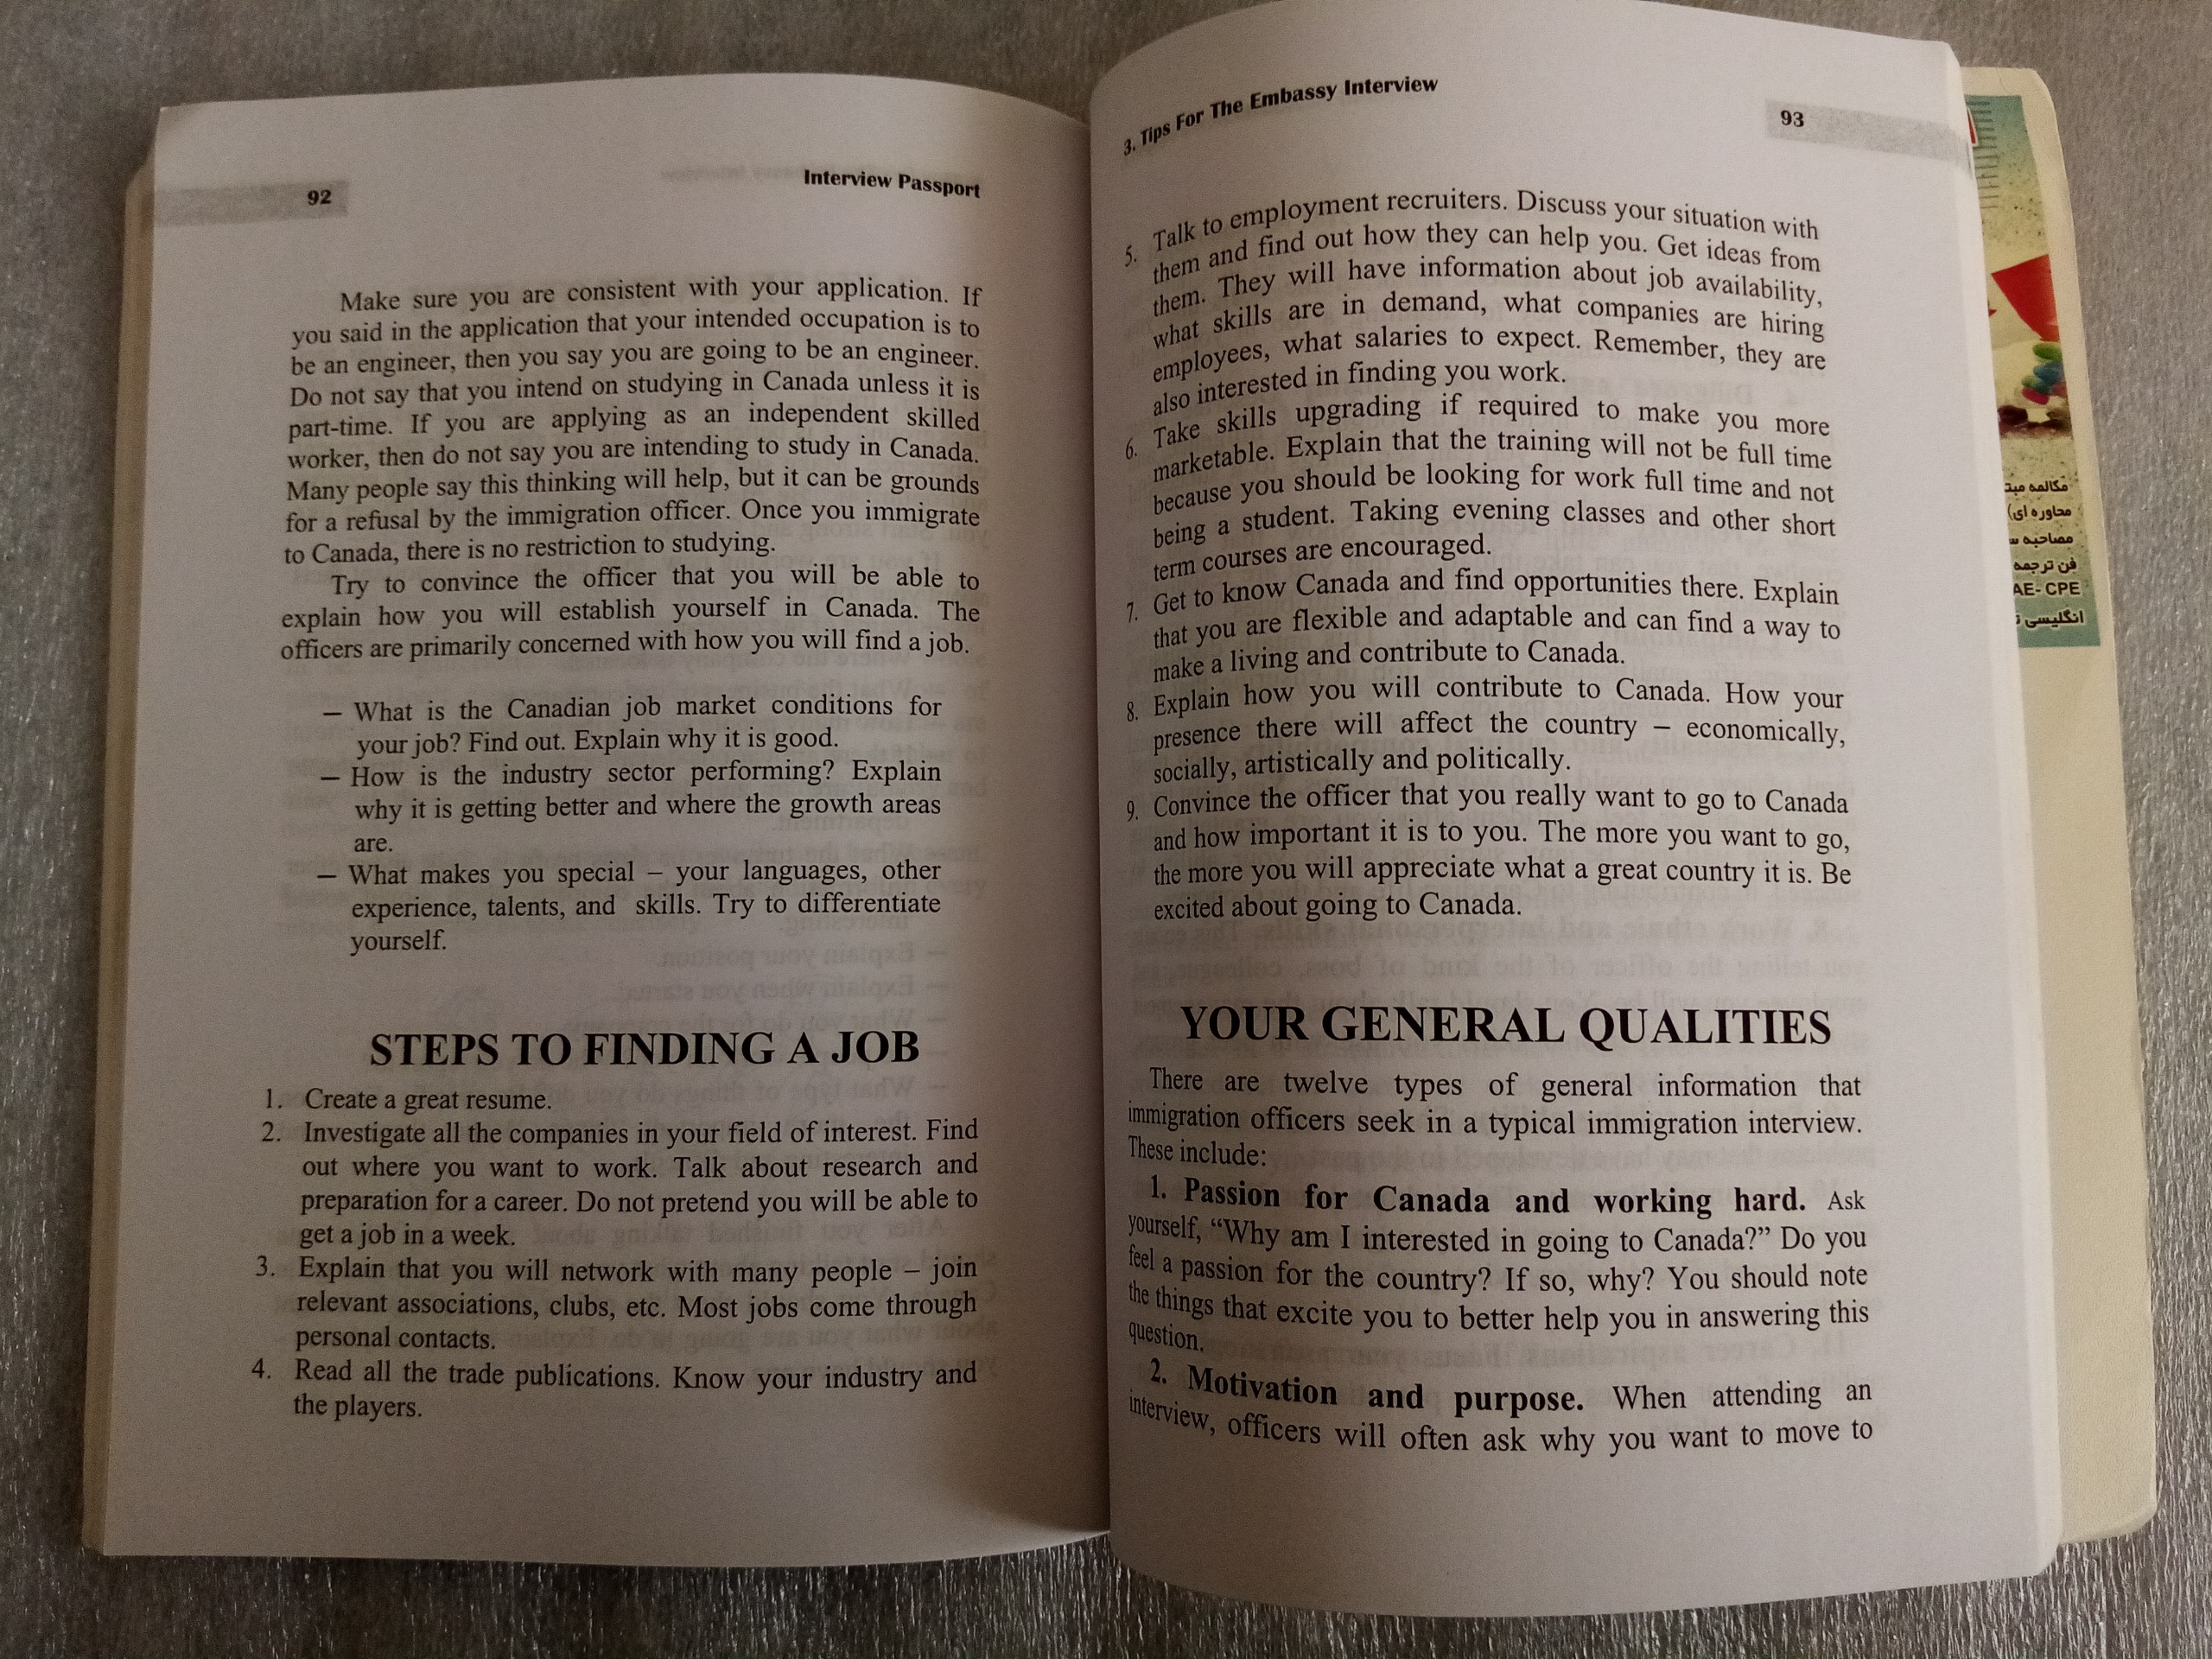 92
Interview Passport
Make sure you are consistent with your application. If
you said in the application that your intended occupation is to
be an engineer, then you say you are going to be an engineer.
Do not say that you intend on studying in Canada unless it is
part-time. If you are applying as an independent skilled
worker, then do not say you are intending to study in Canada.
Many people say this thinking will help, but it can be grounds
for a refusal by the immigration officer. Once you immigrate
to Canada, there is no restriction to studying.
Try to convince the officer that you will be able to
explain how you will establish yourself in Canada. The
officers are primarily concerned with how you will find a job.
– What is the Canadian job market conditions for
your job? Find out. Explain why it is good.
– How is the industry sector performing? Explain
why it is getting better and where the growth areas
are.
– What makes you special – your languages, other
experience, talents, and skills. Try to differentiate
yourself.
STEPS TO FINDING A JOB
1. Create a great resume.
2. Investigate all the companies in your field of interest. Find
out where you want to work. Talk about research and
preparation for a career. Do not pretend you will be able to
get a job in a week.
3. Explain that you will network with many people – join
relevant associations, clubs, etc. Most jobs come through
personal contacts.
4. Read all the trade publications. Know your industry and
the players.
3. Tips For The Embassy Interview
93
5. Talk to employment recruiters. Discuss your situation with
them and find out how they can help you. Get ideas from
them. They will have information about job availability,
what skills are in demand, what companies are hiring
employees, what salaries to expect. Remember, they are
also interested in finding you work.
6. Take skills upgrading if required to make you more
marketable. Explain that the training will not be full time
because you should be looking for work full time and not
being a student. Taking evening classes and other short
term courses are encouraged.
7. Get to know Canada and find opportunities there. Explain
that you are flexible and adaptable and can find a way to
make a living and contribute to Canada.
8. Explain how you will contribute to Canada. How your
presence there will affect the country – economically,
socially, artistically and politically.
9. Convince the officer that you really want to go to Canada
and how important it is to you. The more you want to go,
the more you will appreciate what a great country it is. Be
excited about going to Canada.
YOUR GENERAL QUALITIES
There are twelve types of general information that
immigration officers seek in a typical immigration interview.
These include:
1. Passion for Canada and working hard. Ask
yourself, “Why am I interested in going to Canada?” Do you
feel a passion for the country? If so, why? You should note
the things that excite you to better help you in answering this
question.
2. Motivation and purpose. When attending an
interview, officers will often ask why you want to move to
مکالمه
محاوره ای)
مصاحبه
فن ترجمه
AE- CPE
انگلیسی